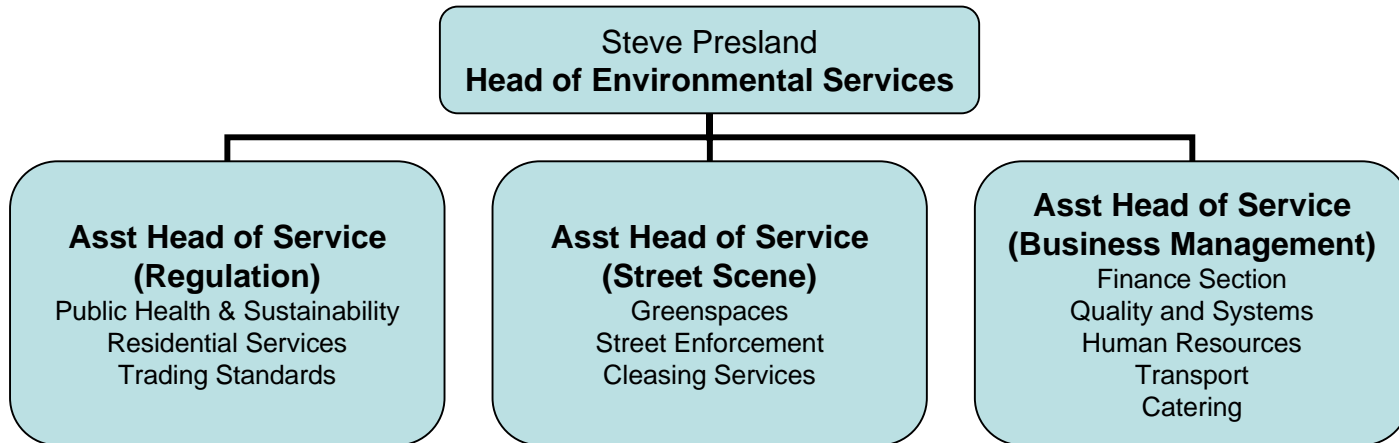 Steve Presland
Head of Environmental Services
Asst Head of Service
(Regulation)
Public Health & Sustainability
Residential Services
Trading Standards
Asst Head of Service
(Street Scene)
Greenspaces
Street Enforcement
Cleasing Services
Asst Head of Service
(Business Management)
Finance Section
Quality and Systems
Human Resources
Transport
Catering